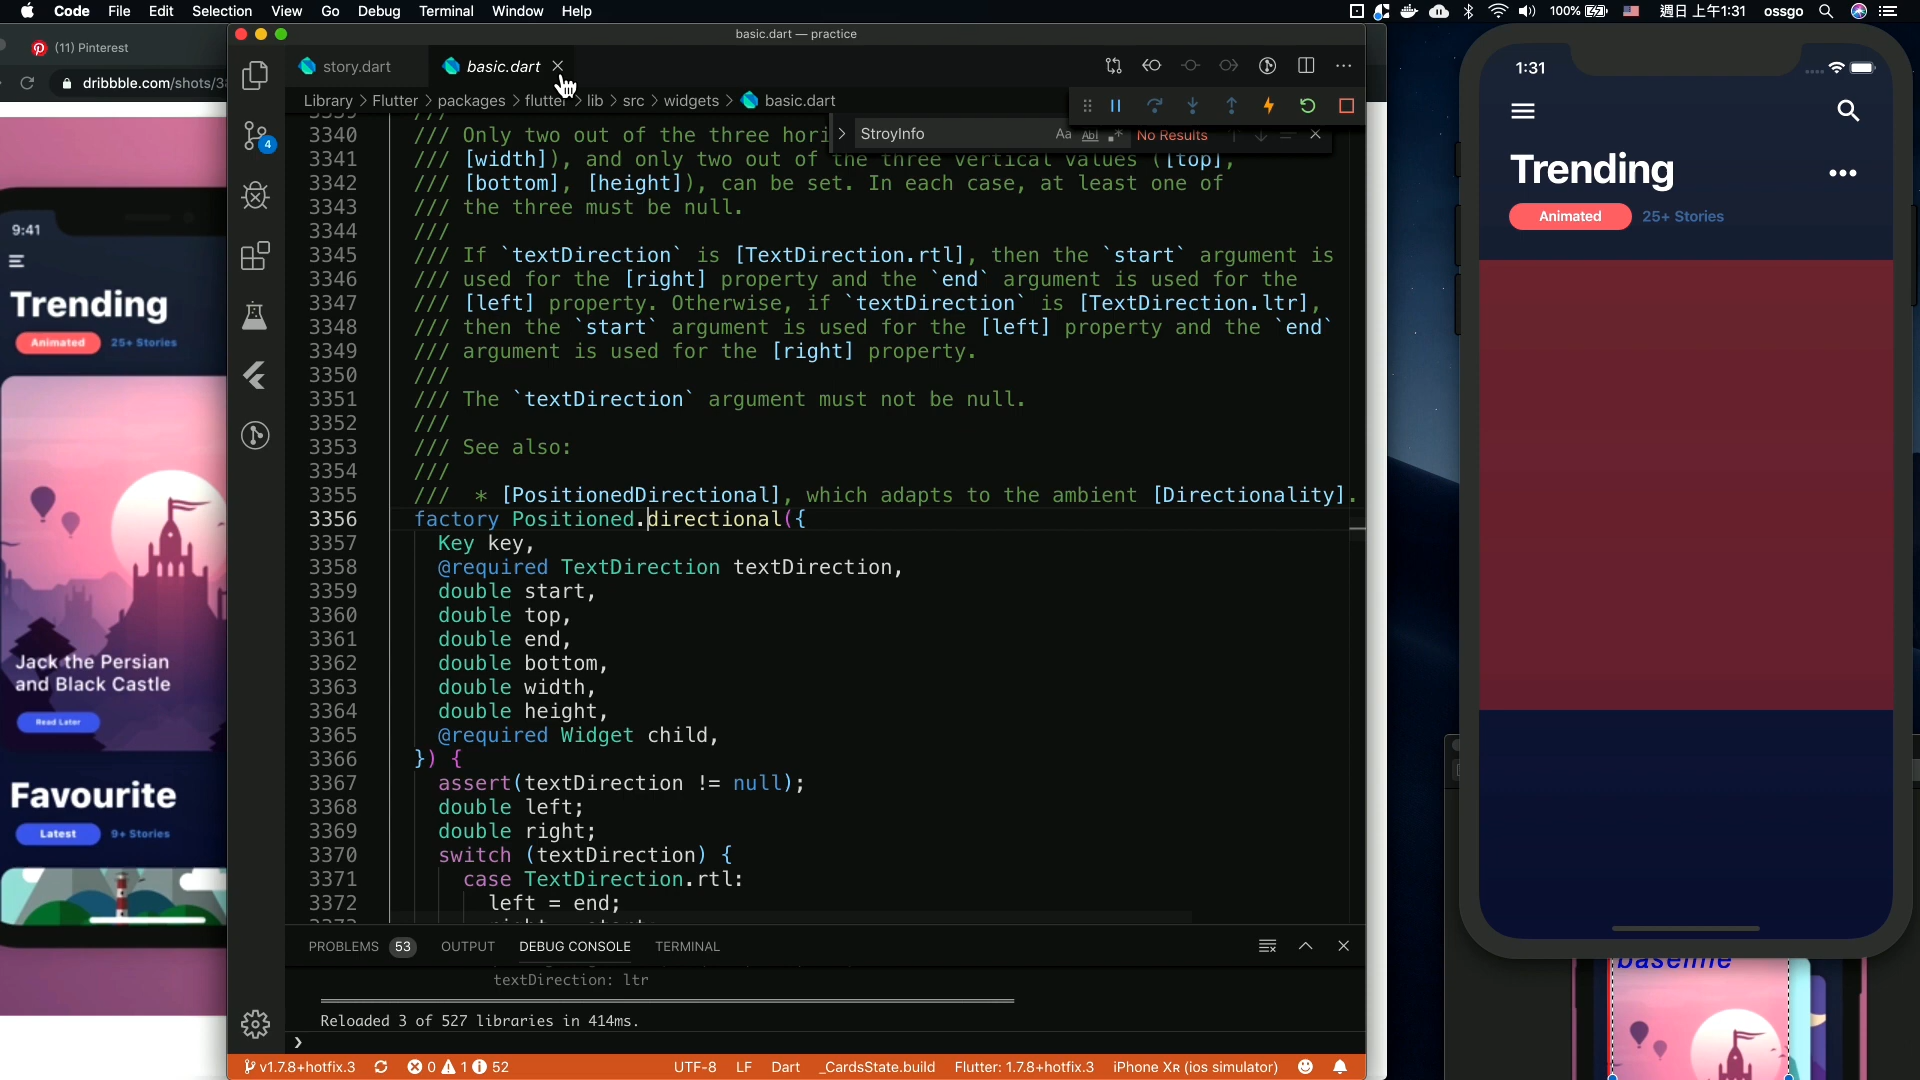 Code File Edit Selection View Go Debug Terminal Window Help
100% 週日 上午1:31 ossgo
(11) Pinterest
dribbble.com/shots/3
9:41
Trending
Animated 25+ Stories
Jack the Persian
and Black Castle
Read Later
Favourite
Latest 9+ Stories
basic.dart — practice
story.dart basic.dart
Library > Flutter > packages > flutter > lib > src > widgets > basic.dart
StroyInfo Aa Abl .* No Results
3340 /// Only two out of the three hori
3341 /// [width]), and only two out of the three vertical values ([top],
3342 /// [bottom], [height]), can be set. In each case, at least one of
3343 /// the three must be null.
3344 ///
3345 /// If `textDirection` is [TextDirection.rtl], then the `start` argument is
3346 /// used for the [right] property and the `end` argument is used for the
3347 /// [left] property. Otherwise, if `textDirection` is [TextDirection.ltr],
3348 /// then the `start` argument is used for the [left] property and the `end`
3349 /// argument is used for the [right] property.
3350 ///
3351 /// The `textDirection` argument must not be null.
3352 ///
3353 /// See also:
3354 ///
3355 /// * [PositionedDirectional], which adapts to the ambient [Directionality].
3356 factory Positioned.directional({
3357 Key key,
3358 @required TextDirection textDirection,
3359 double start,
3360 double top,
3361 double end,
3362 double bottom,
3363 double width,
3364 double height,
3365 @required Widget child,
3366 }) {
3367 assert(textDirection != null);
3368 double left;
3369 double right;
3370 switch (textDirection) {
3371 case TextDirection.rtl:
3372 left = end;
4
PROBLEMS 53 OUTPUT DEBUG CONSOLE TERMINAL
textDirection: ltr
Reloaded 3 of 527 libraries in 414ms.
v1.7.8+hotfix.3 0 1 52 UTF-8 LF Dart _CardsState.build Flutter: 1.7.8+hotfix.3 iPhone Xʀ (ios simulator)
1:31
Trending
Animated 25+ Stories
baseline